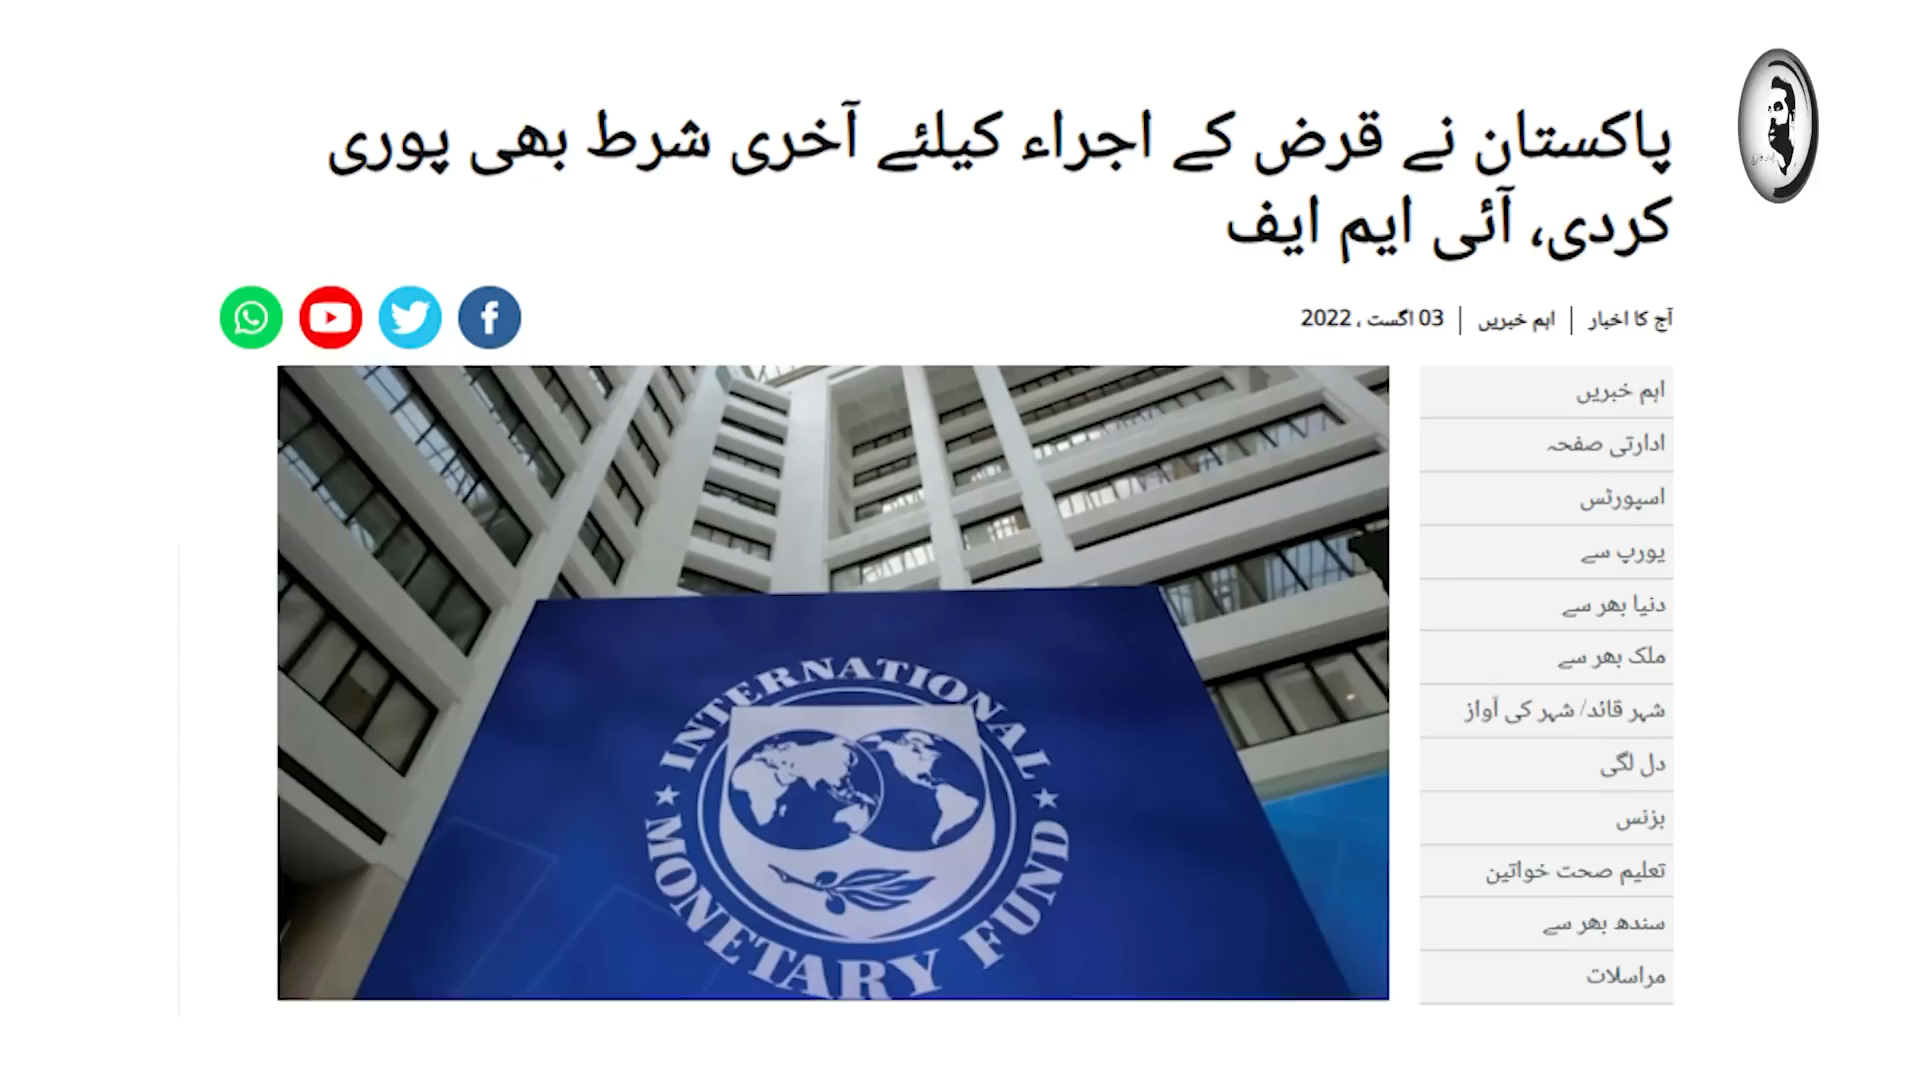 پاکستان نے قرض کے اجراء کیلئے آخری شرط بھی پوری
کردی، آئی ایم ایف
آج کا اخبار | اہم خبریں | 03 اگست ، 2022
اہم خبریں
ادارتی صفحہ
اسپورٹس
یورپ سے
دنیا بھر سے
ملک بھر سے
شہر قائد/ شہر کی آواز
دل لگی
بزنس
تعلیم صحت خواتین
سندھ بھر سے
مراسلات
INTERNATIONAL
MONETARY FUND